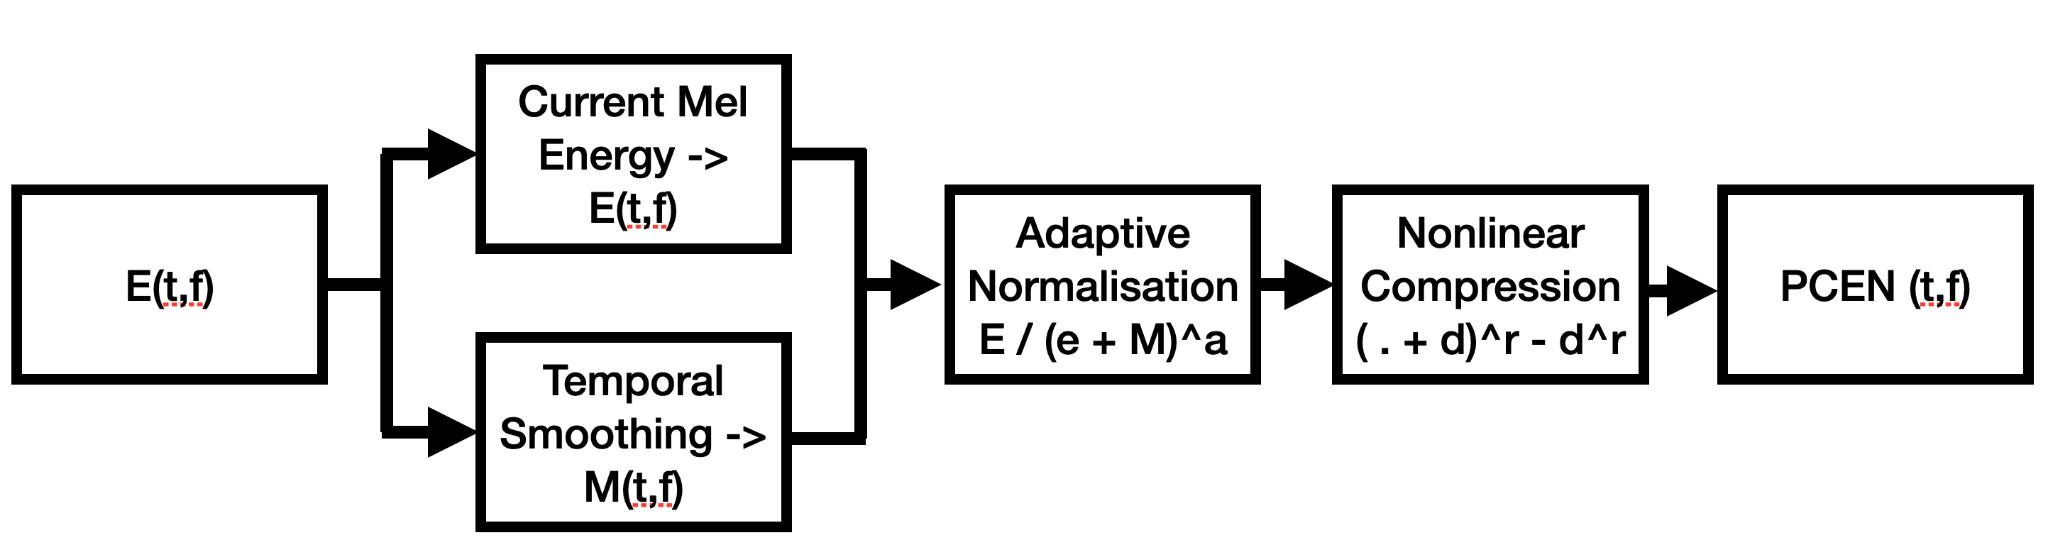 E(t,f)
Current Mel
Energy ->
E(t,f)
Temporal
Smoothing ->
M(t,f)
Adaptive
Normalisation
E / (e + M)^a
Nonlinear
Compression
( . + d)^r - d^r
PCEN (t,f)